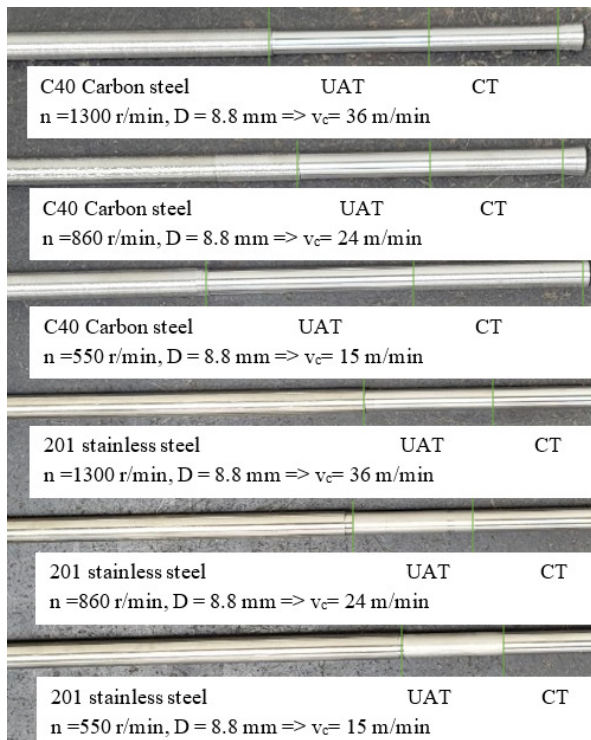 C40 Carbon steel UAT CT
n =1300 r/min, D = 8.8 mm => vc= 36 m/min
C40 Carbon steel UAT CT
n =860 r/min, D = 8.8 mm => vc= 24 m/min
C40 Carbon steel UAT CT
n =550 r/min, D = 8.8 mm => vc= 15 m/min
201 stainless steel UAT CT
n =1300 r/min, D = 8.8 mm => vc= 36 m/min
201 stainless steel UAT CT
n =860 r/min, D = 8.8 mm => vc= 24 m/min
201 stainless steel UAT CT
n =550 r/min, D = 8.8 mm => vc= 15 m/min